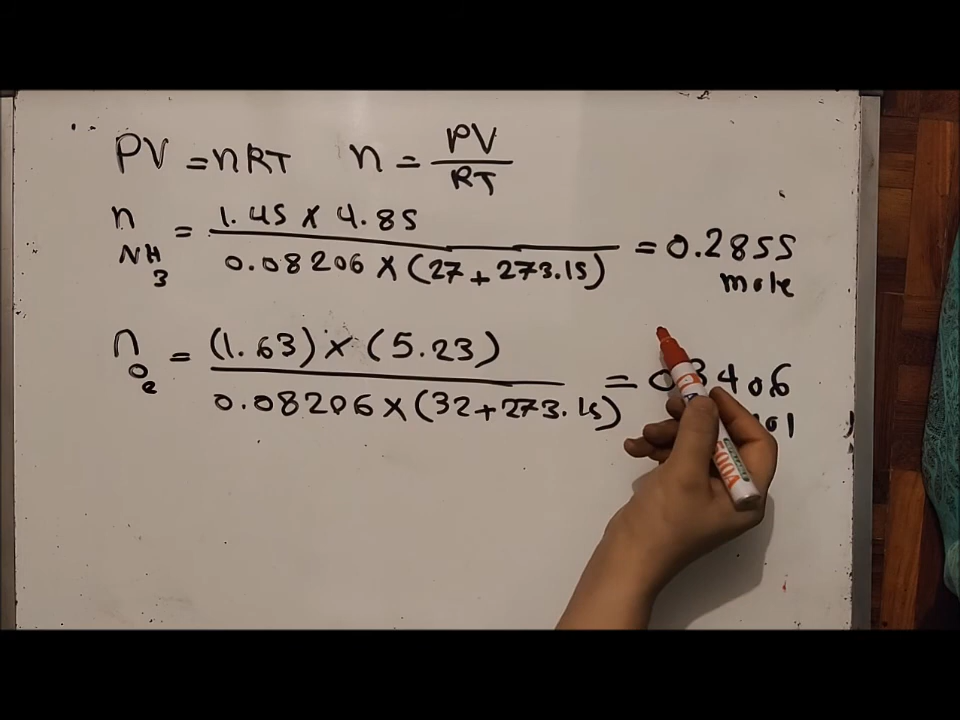 PV = nRT n = PV/RT
n NH3 = 1.45 × 4.85 / 0.08206 × (27 + 273.15) = 0.2855 mole
n O2 = (1.63) × (5.23) / 0.08206 × (32 + 273.15) = 0.3406
500A